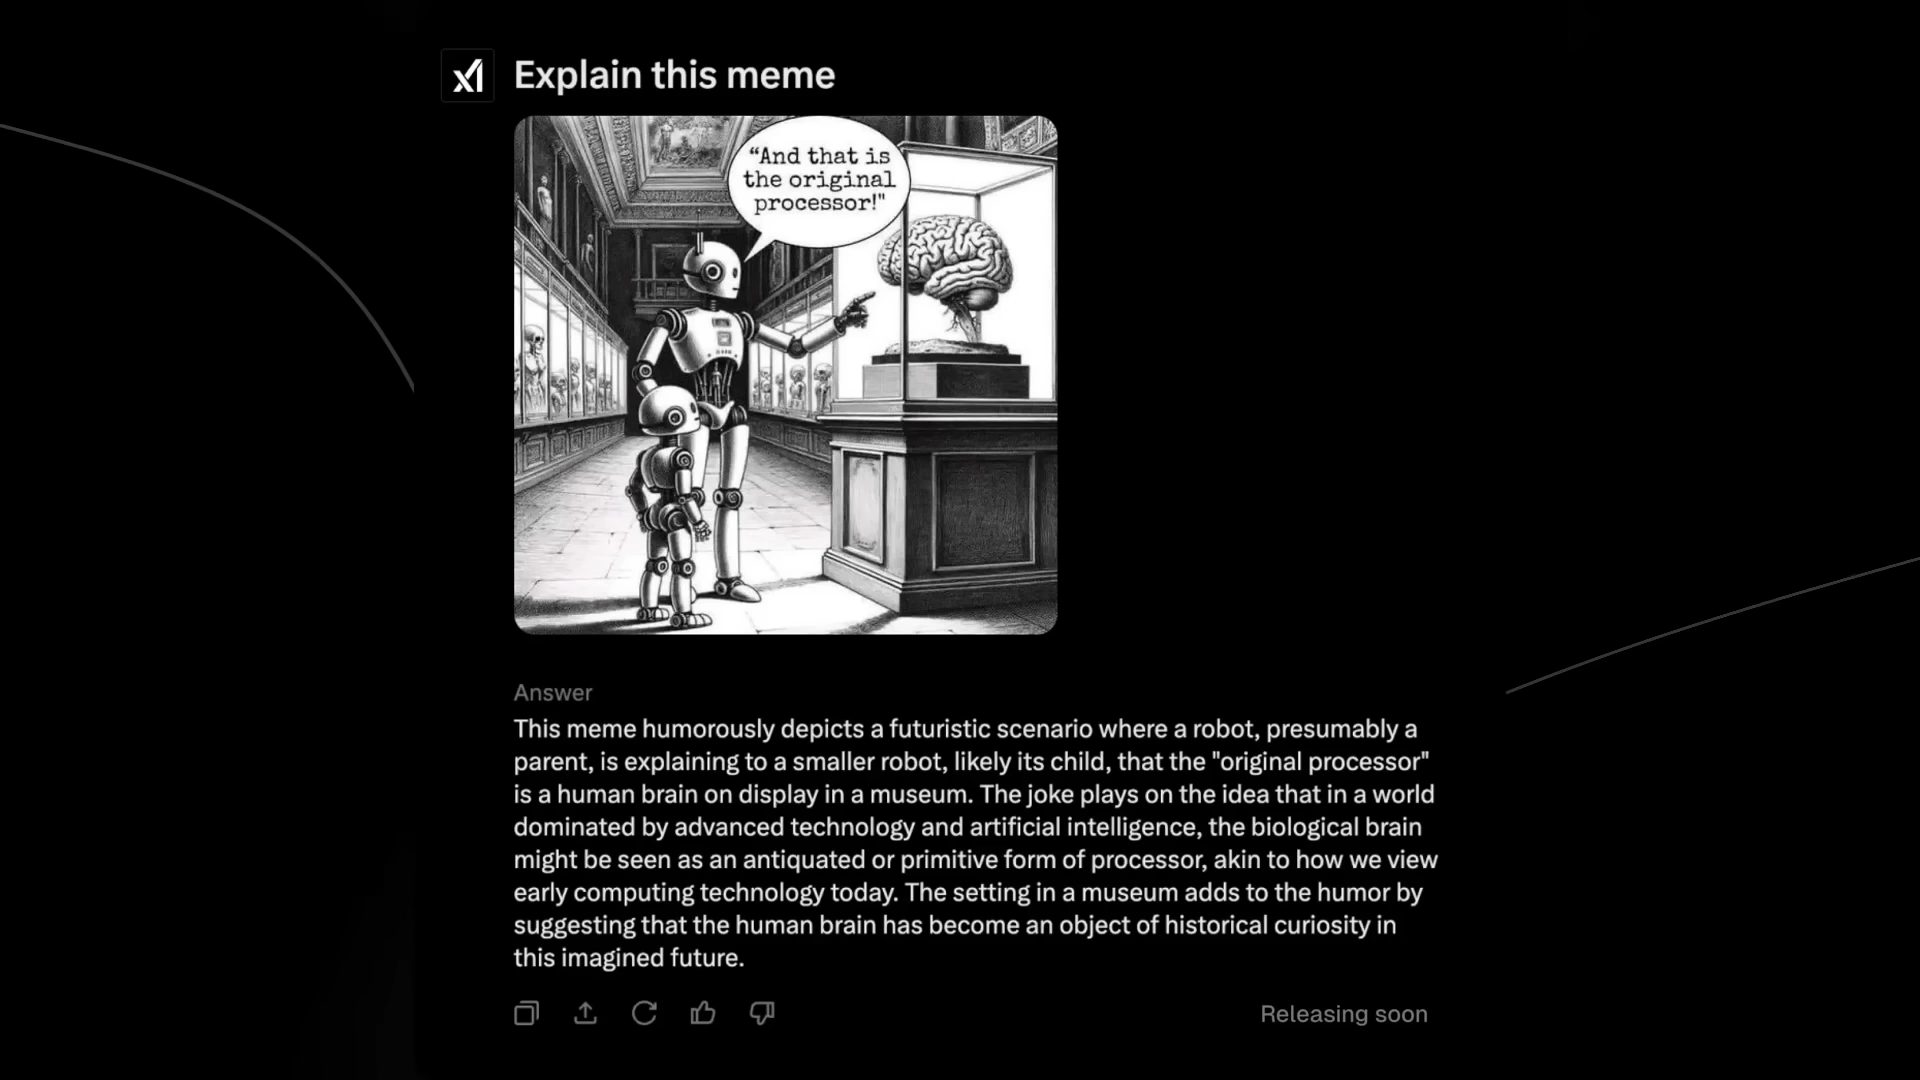 xI
Explain this meme
“And that is
the original
processor!"
Answer
This meme humorously depicts a futuristic scenario where a robot, presumably a
parent, is explaining to a smaller robot, likely its child, that the "original processor"
is a human brain on display in a museum. The joke plays on the idea that in a world
dominated by advanced technology and artificial intelligence, the biological brain
might be seen as an antiquated or primitive form of processor, akin to how we view
early computing technology today. The setting in a museum adds to the humor by
suggesting that the human brain has become an object of historical curiosity in
this imagined future.
Releasing soon